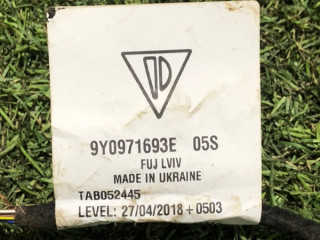 9Y0971693E 05S
FUJ LVIV
MADE IN UKRAINE
TAB052445
LEVEL: 27/04/2018+0503